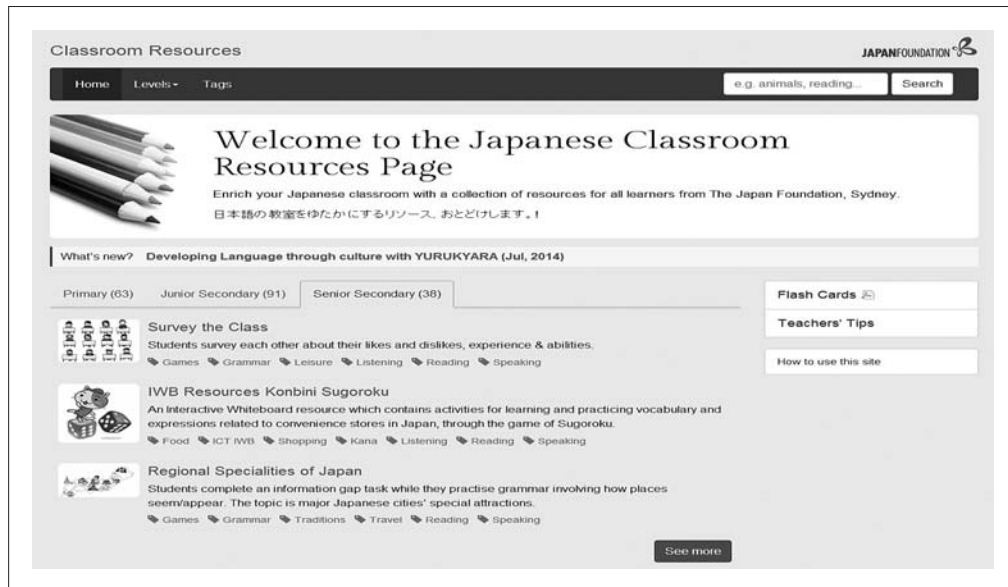 Classroom Resources
JAPANFOUNDATION
Home Levels Tags
e.g. animals, reading... Search
Welcome to the Japanese Classroom
Resources Page
Enrich your Japanese classroom with a collection of resources for all learners from The Japan Foundation, Sydney.
日本語の教室をゆたかにするリソース、おとどけします。!
What's new? Developing Language through culture with YURUKYARA (Jul, 2014)
Primary (63) Junior Secondary (91) Senior Secondary (38)
Survey the Class
Students survey each other about their likes and dislikes, experience & abilities.
Games Grammar Leisure Listening Reading Speaking
IWB Resources Konbini Sugoroku
An Interactive Whiteboard resource which contains activities for learning and practicing vocabulary and
expressions related to convenience stores in Japan, through the game of Sugoroku.
Food ICT IWB Shopping Kana Listening Reading Speaking
Regional Specialities of Japan
Students complete an information gap task while they practise grammar involving how places
seem/appear. The topic is major Japanese cities' special attractions.
Games Grammar Traditions Travel Reading Speaking
See more
Flash Cards
Teachers' Tips
How to use this site